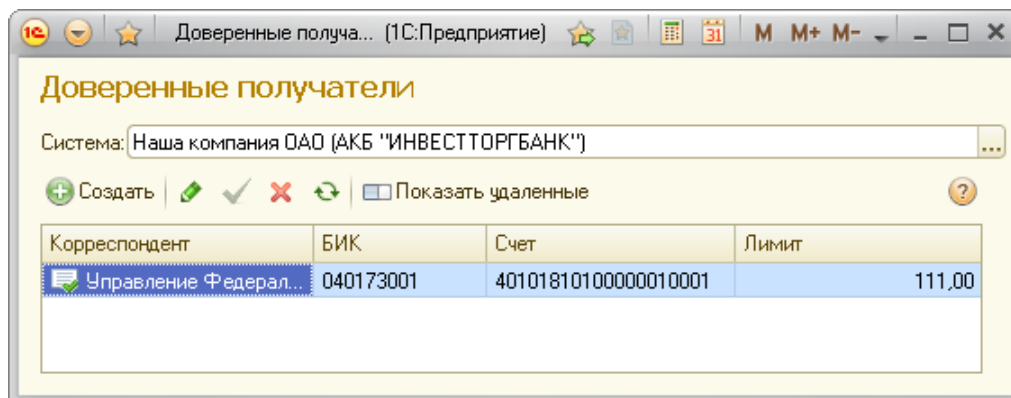 1С Доверенные получа... (1С:Предприятие) 31 M M+ M-
Доверенные получатели
Система: Наша компания ОАО (АКБ "ИНВЕСТТОРГБАНК") ...
Создать Показать удаленные ?
Корреспондент БИК Счет Лимит
Управление Федерал... 040173001 40101810100000010001 111,00